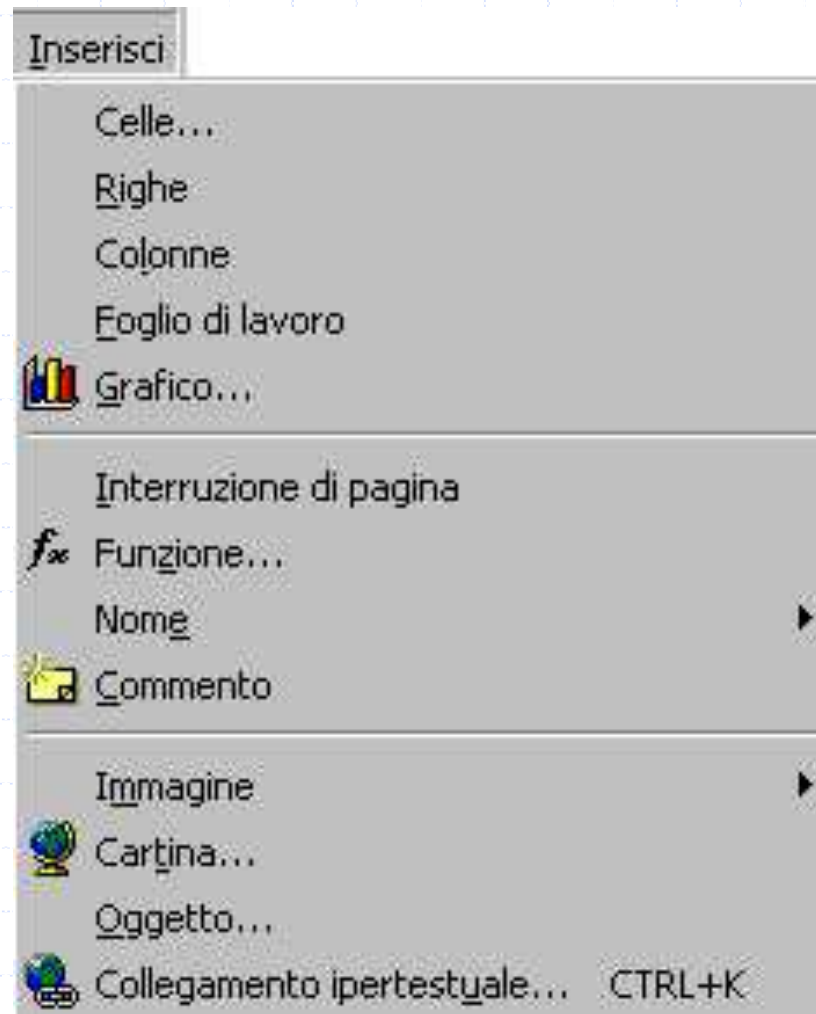 Inserisci
Celle...
Righe
Colonne
Foglio di lavoro
Grafico...
Interruzione di pagina
fx Funzione...
Nome
Commento
Immagine
Cartina...
Oggetto...
Collegamento ipertestuale... CTRL+K